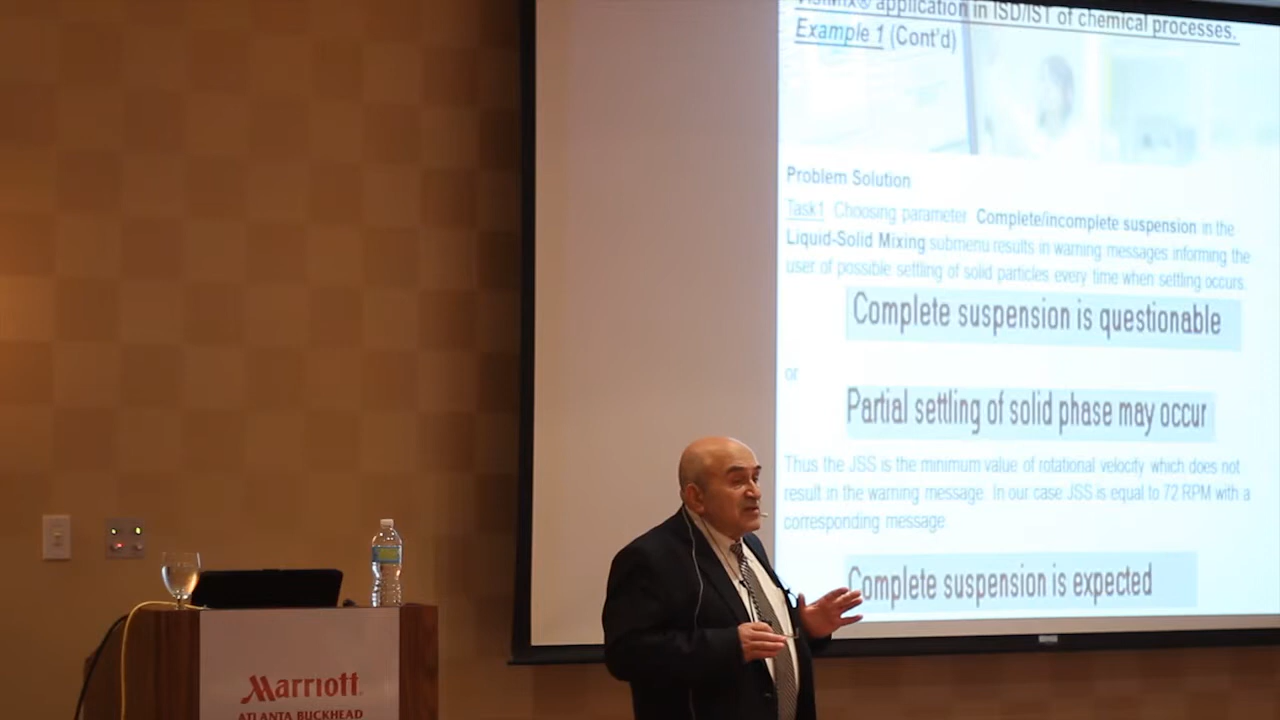 VisiMix® application in ISD/IST of chemical processes.
Example 1 (Cont'd)
Problem Solution
Task1 Choosing parameter Complete/incomplete suspension in the
Liquid-Solid Mixing submenu results in warning messages informing the
user of possible settling of solid particles every time when settling occurs.
Complete suspension is questionable
or
Partial settling of solid phase may occur
Thus the JSS is the minimum value of rotational velocity which does not
result in the warning message. In our case JSS is equal to 72 RPM with a
corresponding message:
Complete suspension is expected
Marriott
ATLANTA BUCKHEAD